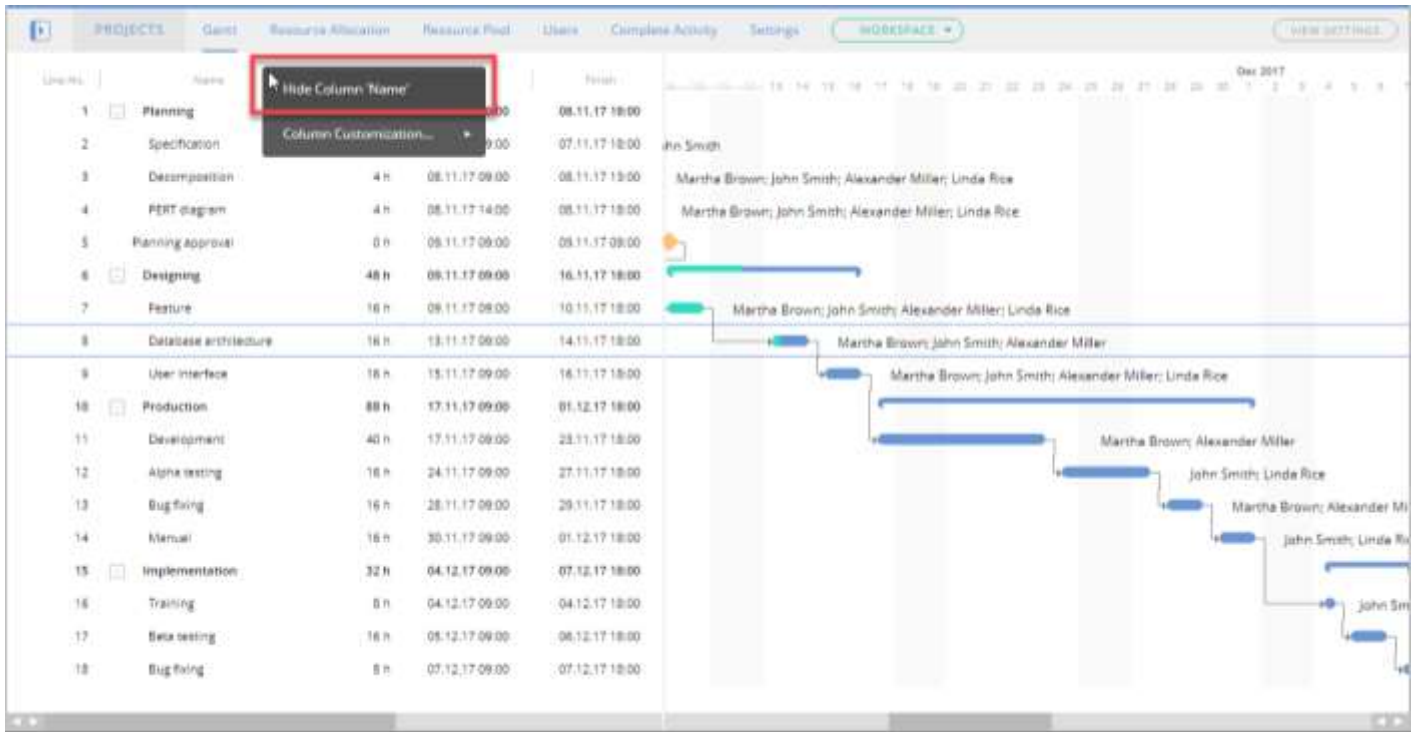 PROJECTS Gantt Resource Allocation Resource Pool Users Complete Activity Settings WORKSPACE VIEW SETTINGS
Line No. Name Finish Dec 2017
Hide Column 'Name'
Column Customization...
1 Planning 08.11.17 18:00
2 Specification 07.11.17 18:00 John Smith
3 Decomposition 4 h 08.11.17 09:00 08.11.17 13:00 Martha Brown; John Smith; Alexander Miller; Linda Rice
4 PERT diagram 4 h 08.11.17 14:00 08.11.17 18:00 Martha Brown; John Smith; Alexander Miller; Linda Rice
5 Planning approval 0 h 09.11.17 09:00 09.11.17 09:00
6 Designing 48 h 09.11.17 09:00 16.11.17 18:00
7 Feature 16 h 09.11.17 09:00 10.11.17 18:00 Martha Brown; John Smith; Alexander Miller; Linda Rice
8 Database architecture 16 h 13.11.17 09:00 14.11.17 18:00 Martha Brown; John Smith; Alexander Miller
9 User interface 16 h 15.11.17 09:00 16.11.17 18:00 Martha Brown; John Smith; Alexander Miller; Linda Rice
10 Production 88 h 17.11.17 09:00 01.12.17 18:00
11 Development 40 h 17.11.17 09:00 23.11.17 18:00 Martha Brown; Alexander Miller
12 Alpha testing 16 h 24.11.17 09:00 27.11.17 18:00 John Smith; Linda Rice
13 Bug fixing 16 h 28.11.17 09:00 29.11.17 18:00 Martha Brown; Alexander Mi
14 Manual 16 h 30.11.17 09:00 01.12.17 18:00 John Smith; Linda Ri
15 Implementation 32 h 04.12.17 09:00 07.12.17 18:00
16 Training 8 h 04.12.17 09:00 04.12.17 18:00 John Sm
17 Beta testing 16 h 05.12.17 09:00 06.12.17 18:00
18 Bug fixing 8 h 07.12.17 09:00 07.12.17 18:00